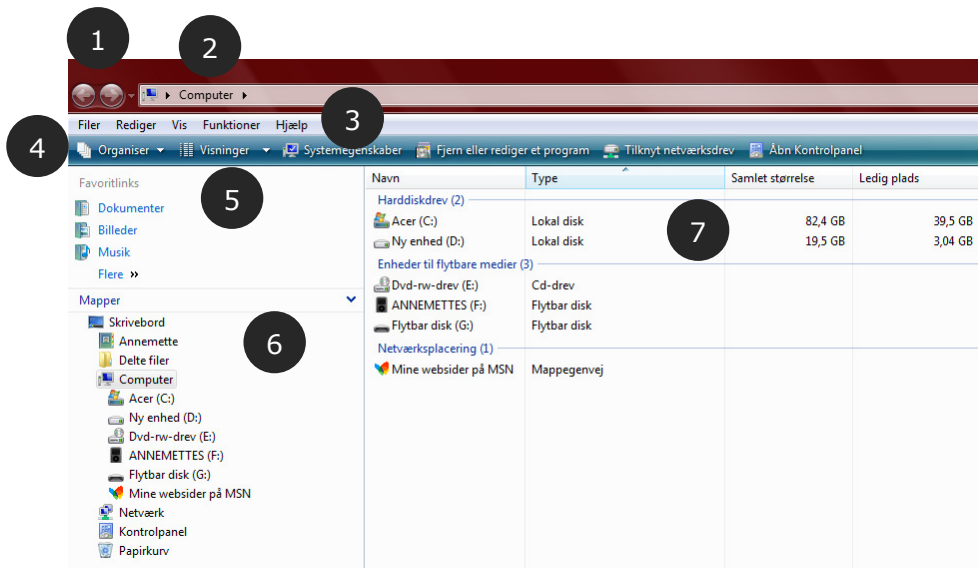 1
2
Computer
3
Filer Rediger Vis Funktioner Hjælp
4
Organiser Visninger Systemegenskaber Fjern eller rediger et program Tilknyt netværksdrev Åbn Kontrolpanel
Favoritlinks
5
Dokumenter
Billeder
Musik
Flere »
Mapper
6
Skrivebord
Annemette
Delte filer
Computer
Acer (C:)
Ny enhed (D:)
Dvd-rw-drev (E:)
ANNEMETTES (F:)
Flytbar disk (G:)
Mine websider på MSN
Netværk
Kontrolpanel
Papirkurv
Navn Type Samlet størrelse Ledig plads
Harddiskdrev (2)
7
Acer (C:) Lokal disk 82,4 GB 39,5 GB
Ny enhed (D:) Lokal disk 19,5 GB 3,04 GB
Enheder til flytbare medier (3)
Dvd-rw-drev (E:) Cd-drev
ANNEMETTES (F:) Flytbar disk
Flytbar disk (G:) Flytbar disk
Netværksplacering (1)
Mine websider på MSN Mappegenvej